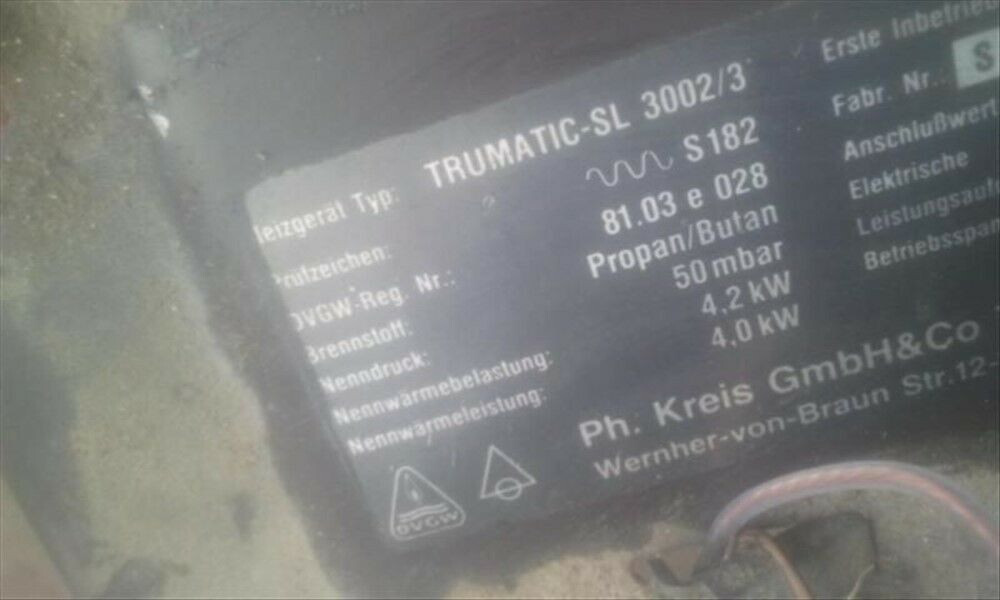 Heizgerät Typ: TRUMATIC-SL 3002/3
Prüfzeichen: S 182
DVGW-Reg. Nr.: 81.03 e 028
Brennstoff: Propan/Butan
Nenndruck: 50 mbar
Nennwärmebelastung: 4,2 kW
Nennwärmeleistung: 4,0 kW
Erste Inbetrieb
Fabr. Nr.: S
Anschlußwert
Elektrische
Leistungsauf
Betriebsspan
Ph. Kreis GmbH&Co
Wernher-von-Braun Str.12-
DVGW